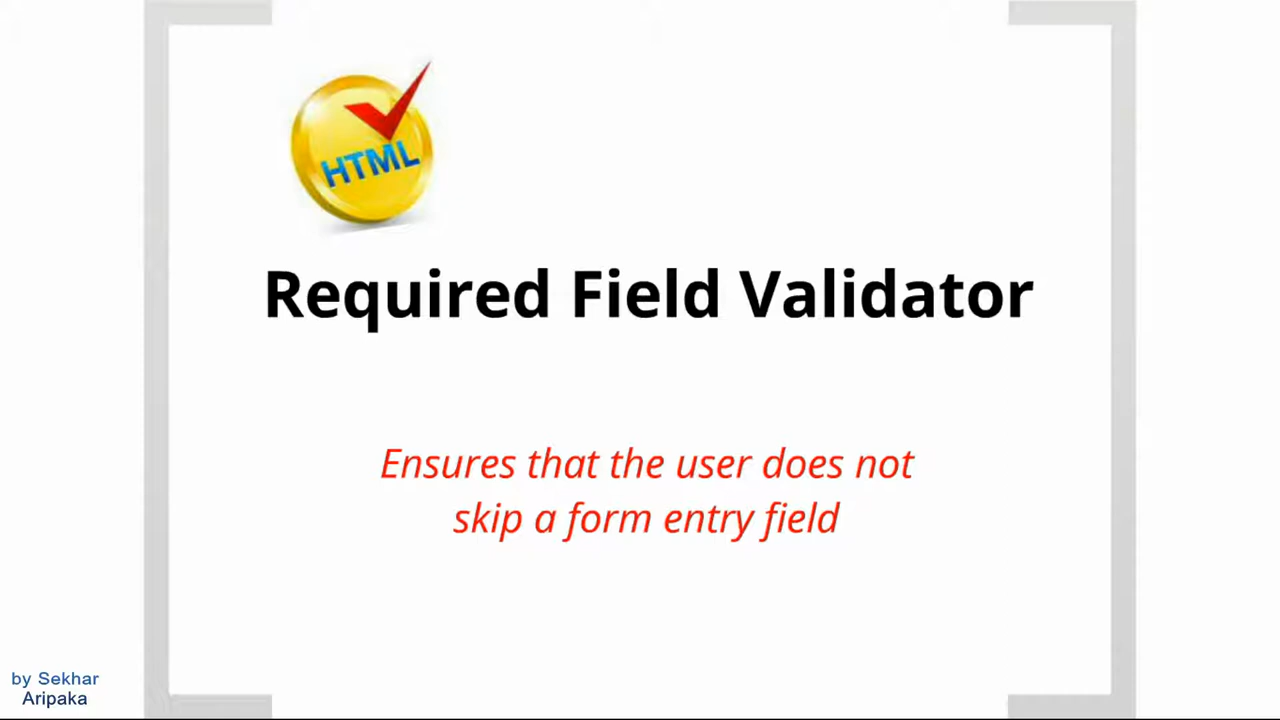 HTML
Required Field Validator
Ensures that the user does not
skip a form entry field
by Sekhar
Aripaka